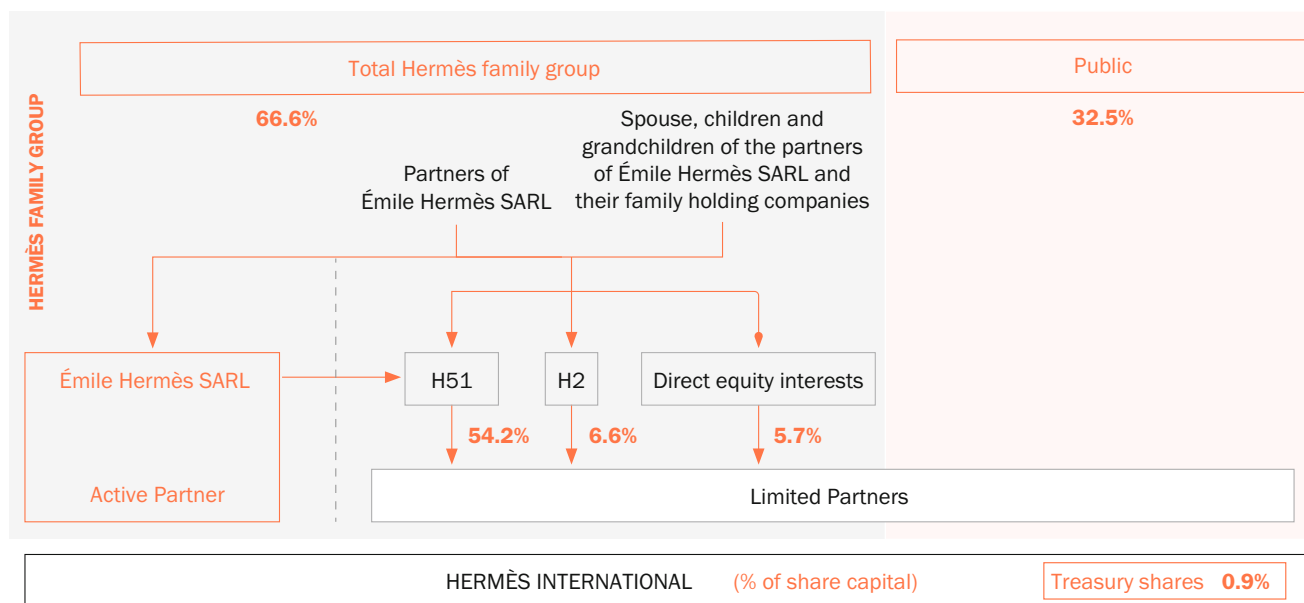 HERMÈS FAMILY GROUP
Total Hermès family group
Public
66.6%
32.5%
Partners of
Émile Hermès SARL
Spouse, children and
grandchildren of the partners
of Émile Hermès SARL and
their family holding companies
Émile Hermès SARL
Active Partner
H51
H2
Direct equity interests
54.2%
6.6%
5.7%
Limited Partners
HERMÈS INTERNATIONAL (% of share capital)
Treasury shares 0.9%